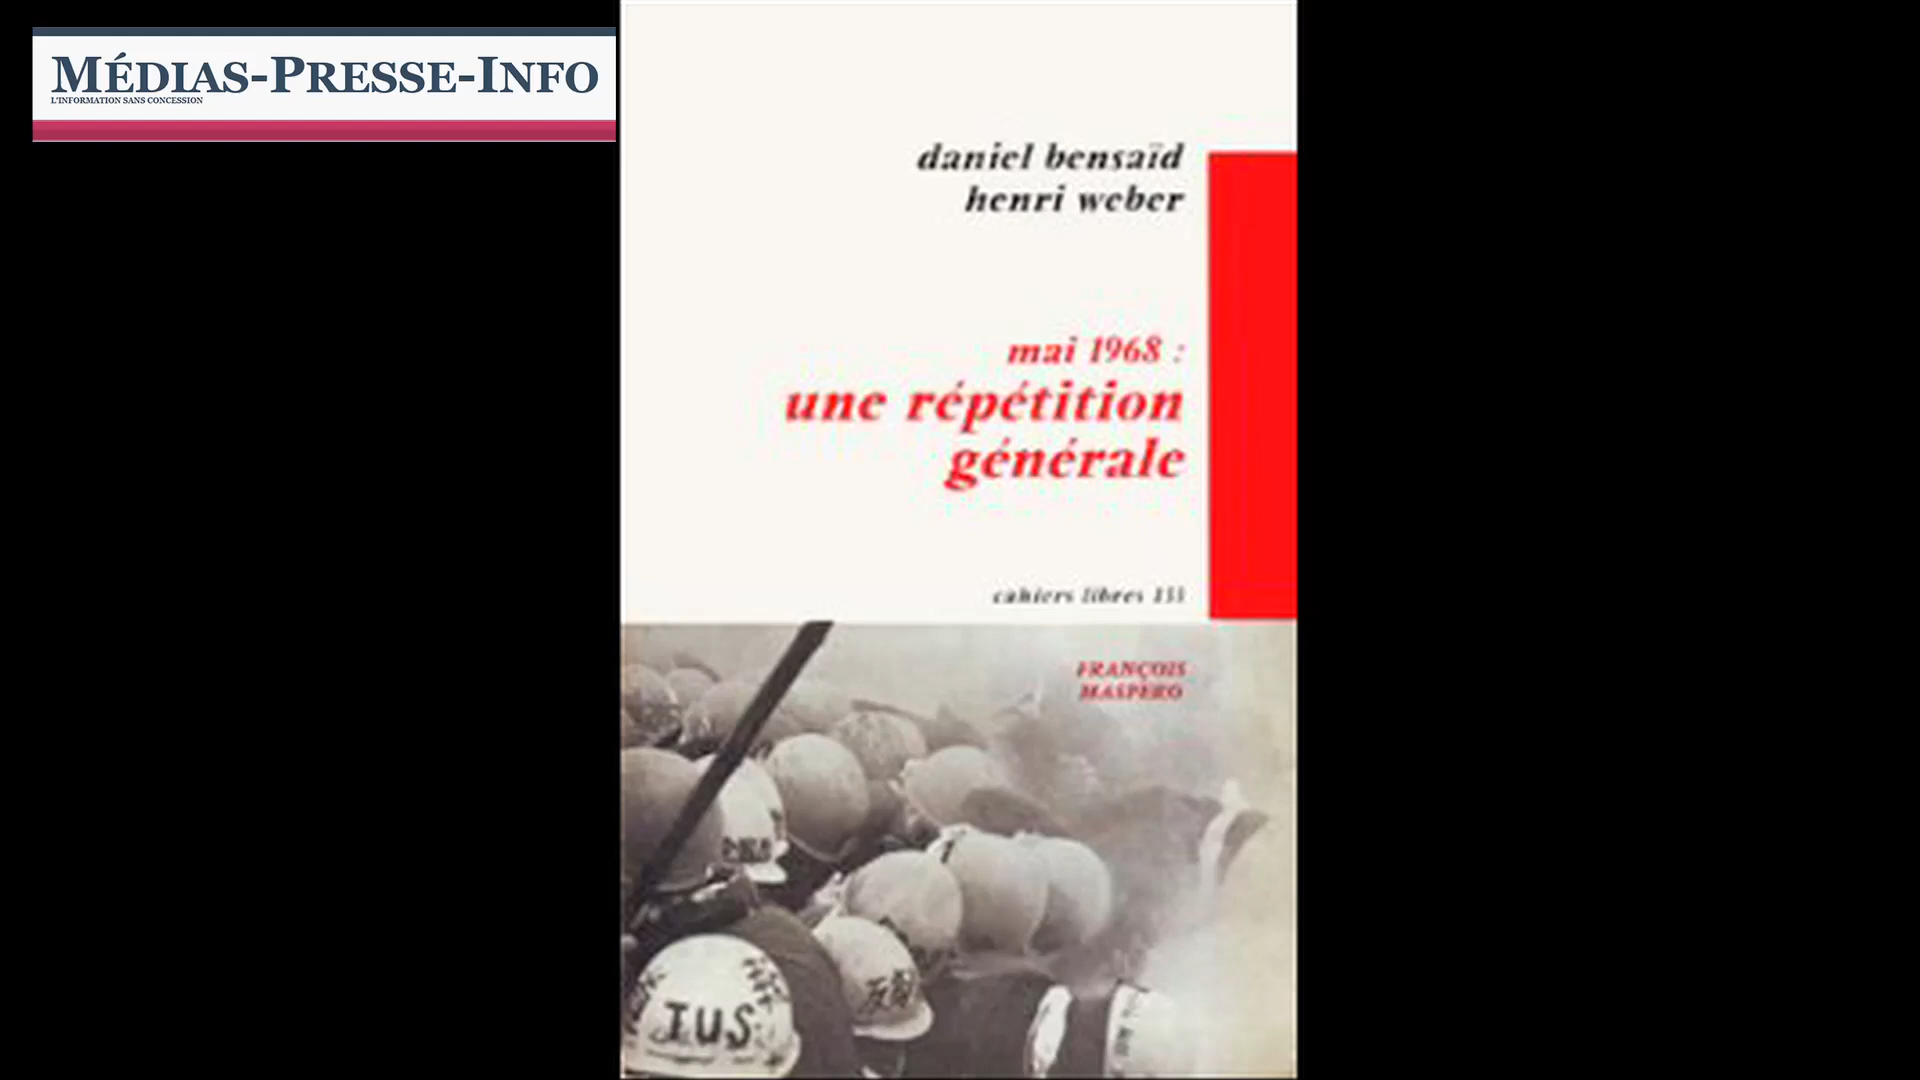 MÉDIAS-PRESSE-INFO
L'INFORMATION SANS CONCESSION
daniel bensaïd
henri weber
mai 1968 :
une répétition
générale
cahiers libres 133
FRANÇOIS
MASPERO
I.U.S.